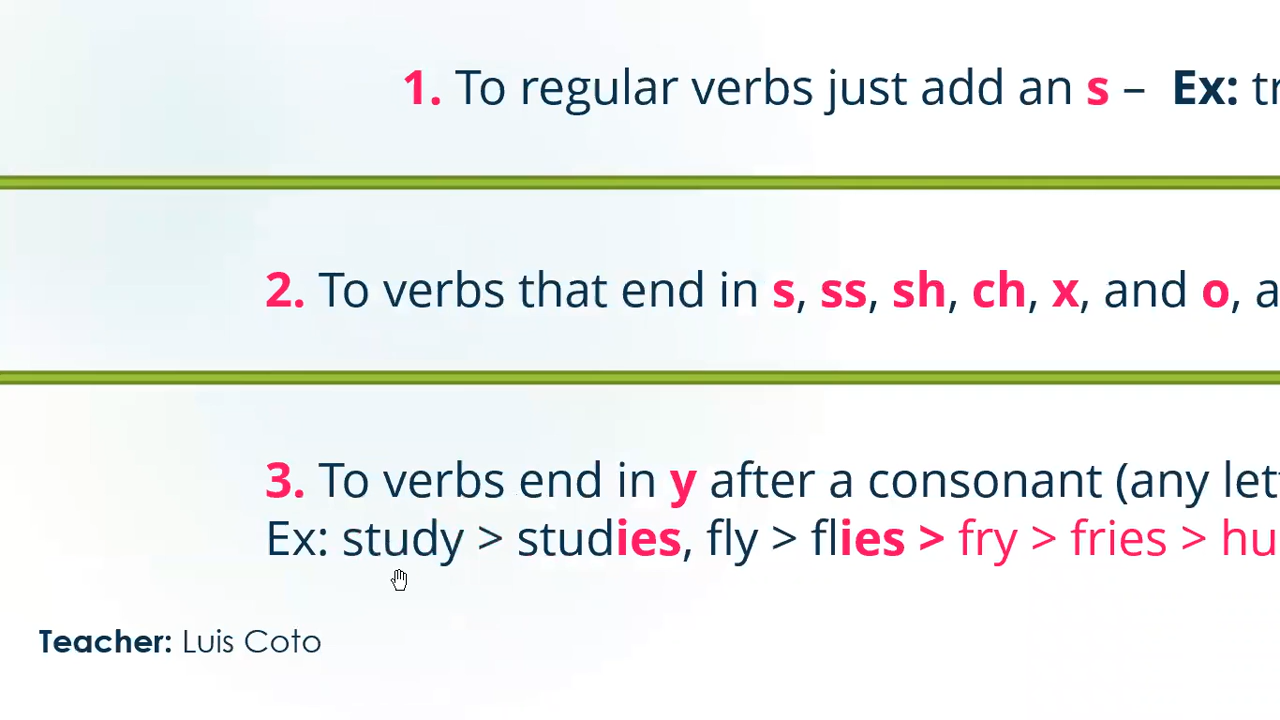 1. To regular verbs just add an s – Ex:
2. To verbs that end in s, ss, sh, ch, x, and o,
3. To verbs end in y after a consonant (any
Ex: study > studies, fly > flies > fry > fries >
Teacher: Luis Coto